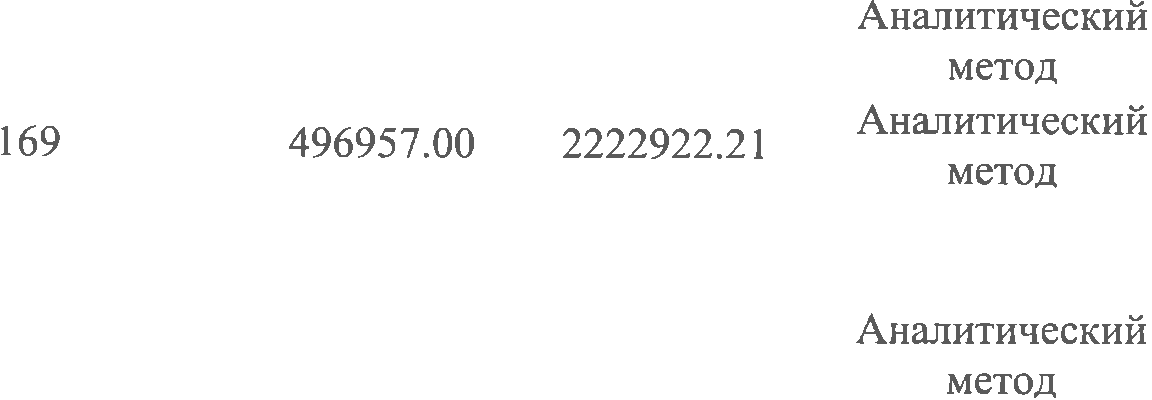 Аналитический
метод
169 496957.00 2222922.21 Аналитический
метод
Аналитический
метод